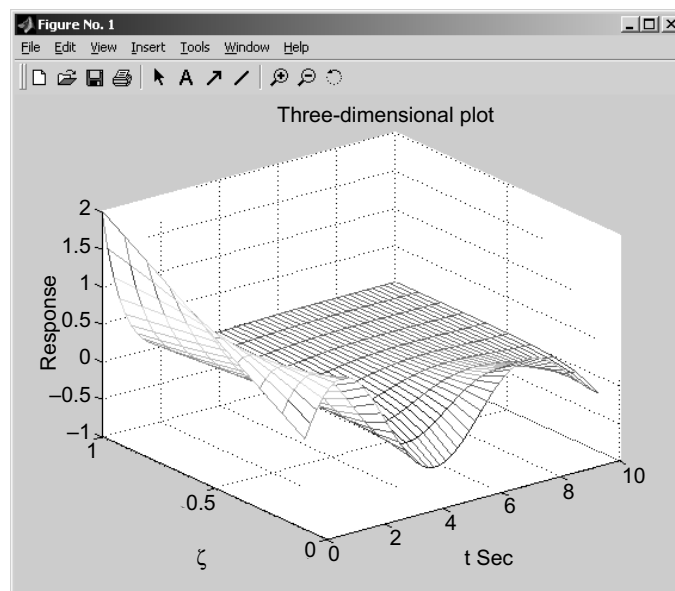 Figure No. 1
File Edit View Insert Tools Window Help
A
Three-dimensional plot
Response
2
1.5
1
0.5
0
–0.5
–1
1
0.5
0
ζ
0
2
4
6
8
10
t Sec